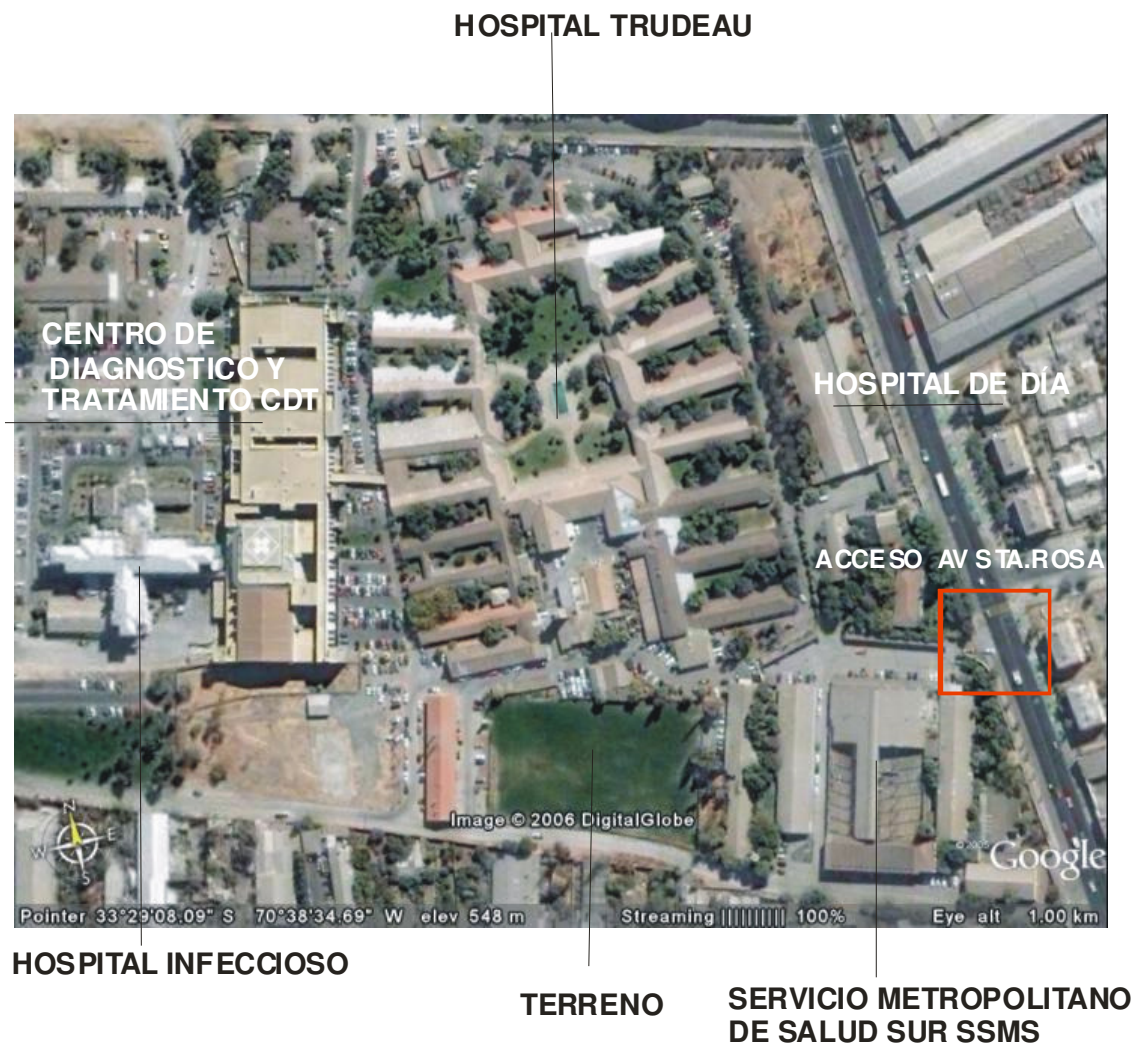 HOSPITAL TRUDEAU
CENTRO DE
DIAGNOSTICO Y
TRATAMIENTO CDT
HOSPITAL DE DÍA
ACCESO AV STA.ROSA
Image © 2006 DigitalGlobe
N
W E
S
© 2005 Google
Pointer 33°29'08.09" S 70°38'34.69" W elev 548 m Streaming ||||||||| 100% Eye alt 1.00 km
HOSPITAL INFECCIOSO
TERRENO
SERVICIO METROPOLITANO
DE SALUD SUR SSMS